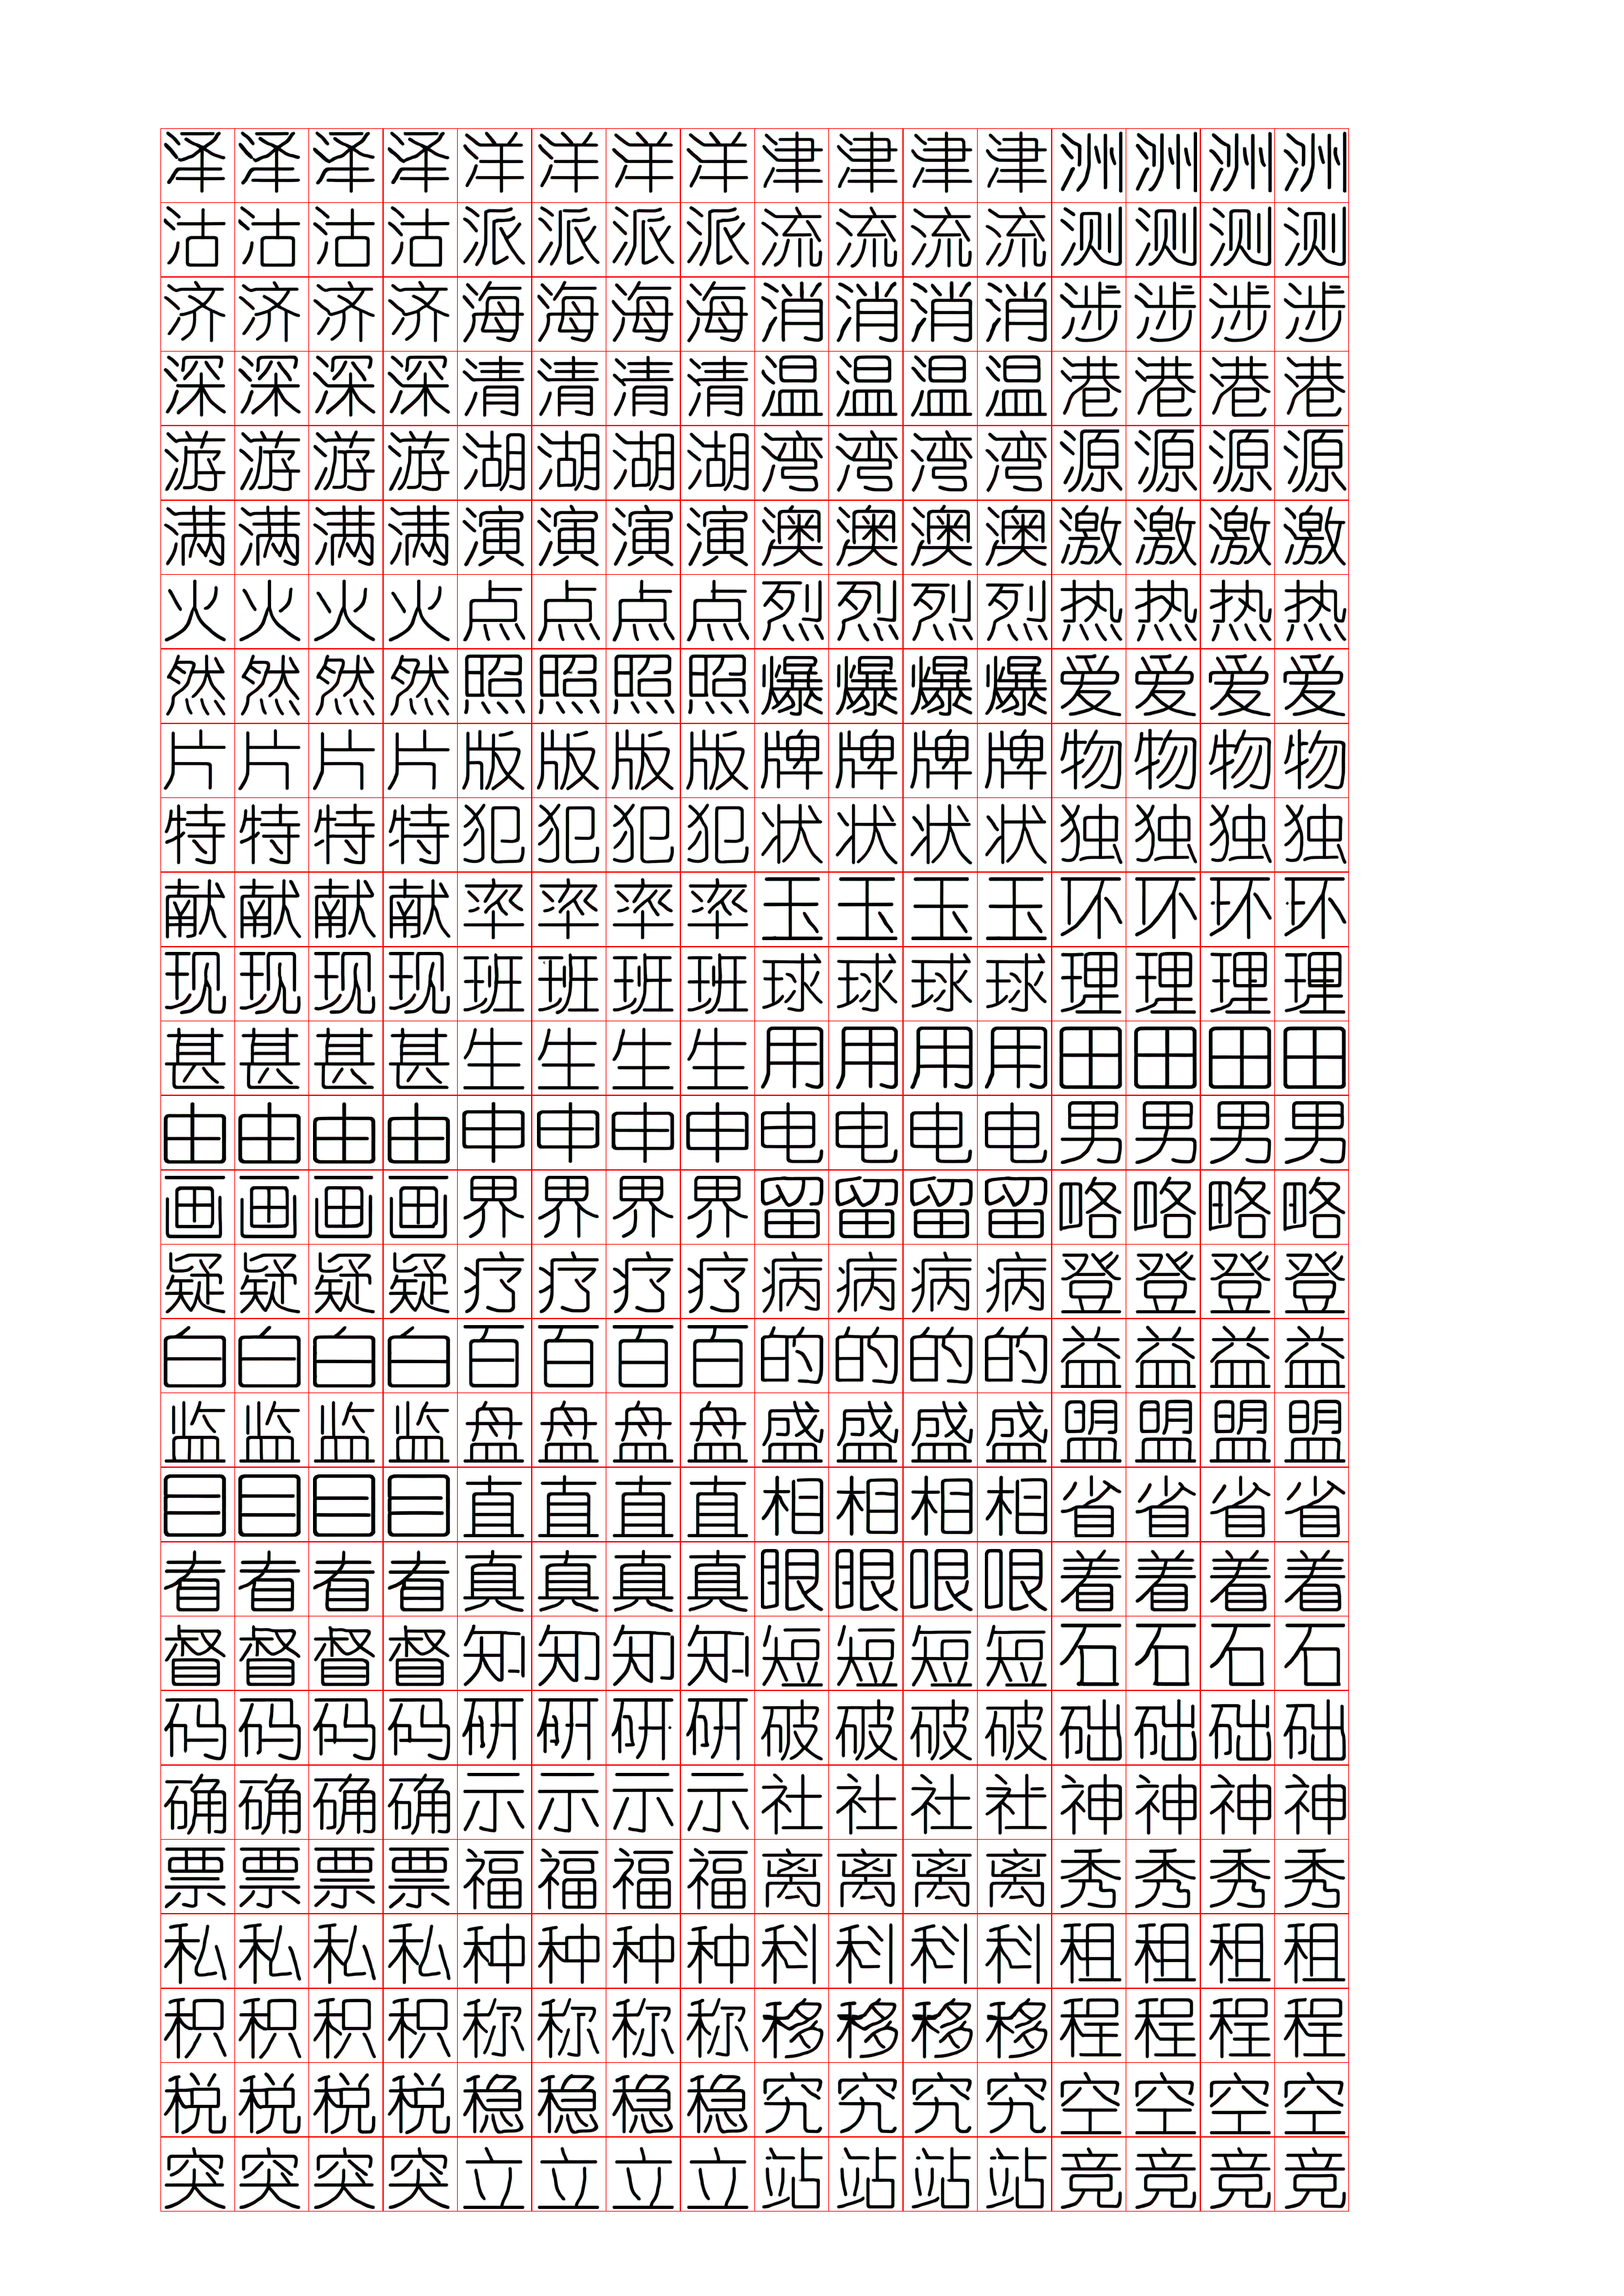 泽泽泽泽洋洋洋洋津津津津洲洲洲洲
沽沽沽沽派派派派流流流流测测测测
济济济济海海海海消消消消涉涉涉涉
深深深深清清清清温温温温港港港港
游游游游湖湖湖湖湾湾湾湾源源源源
满满满满演演演演澳澳澳澳激激激激
火火火火点点点点烈烈烈烈热热热热
然然然然照照照照爆爆爆爆爱爱爱爱
片片片片版版版版牌牌牌牌物物物物
特特特特犯犯犯犯状状状状独独独独
献献献献率率率率玉玉玉玉环环环环
现现现现班班班班球球球球理理理理
甚甚甚甚生生生生用用用用田田田田
由由由由申申申申电电电电男男男男
画画画画界界界界留留留留略略略略
疑疑疑疑疗疗疗疗病病病病登登登登
白白白白百百百百的的的的益益益益
监监监监盘盘盘盘盛盛盛盛盟盟盟盟
目目目目直直直直相相相相省省省省
看看看看真真真真眼眼眼眼着着着着
督督督督知知知知短短短短石石石石
码码码码研研研研破破破破础础础础
确确确确示示示示社社社社神神神神
票票票票福福福福离离离离秀秀秀秀
私私私私种种种种科科科科租租租租
积积积积称称称称移移移移程程程程
税税税税稳稳稳稳究究究究空空空空
突突突突立立立立站站站站竞竞竞竞